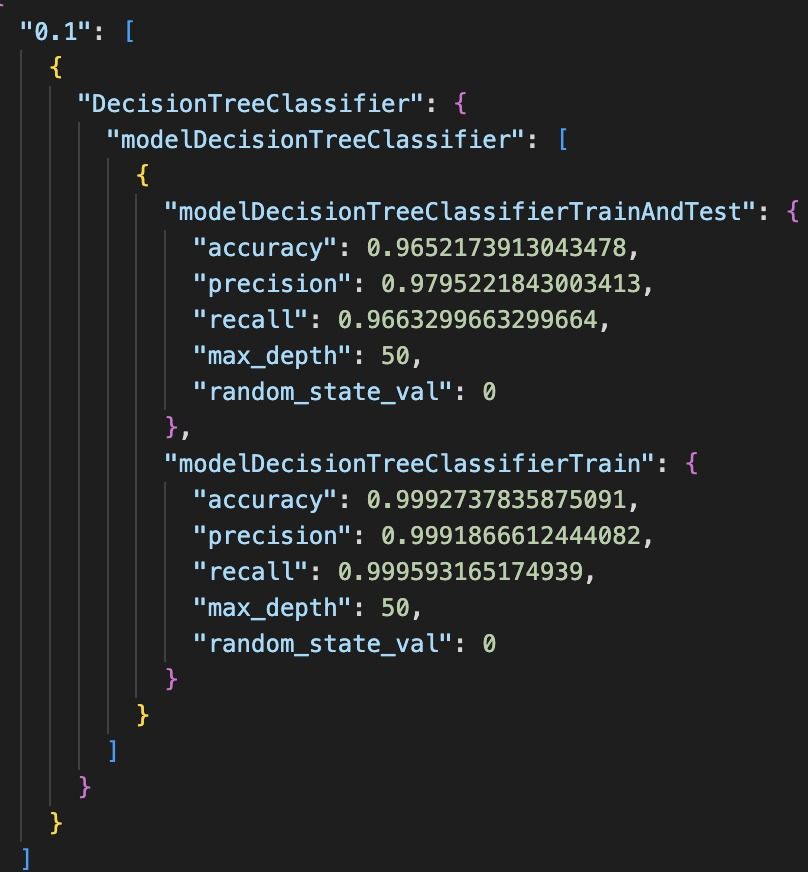 "0.1": [
{
"DecisionTreeClassifier": {
"modelDecisionTreeClassifier": [
{
"modelDecisionTreeClassifierTrainAndTest": {
"accuracy": 0.9652173913043478,
"precision": 0.9795221843003413,
"recall": 0.9663299663299664,
"max_depth": 50,
"random_state_val": 0
},
"modelDecisionTreeClassifierTrain": {
"accuracy": 0.9992737835875091,
"precision": 0.9991866612444082,
"recall": 0.999593165174939,
"max_depth": 50,
"random_state_val": 0
}
}
]
}
}
]